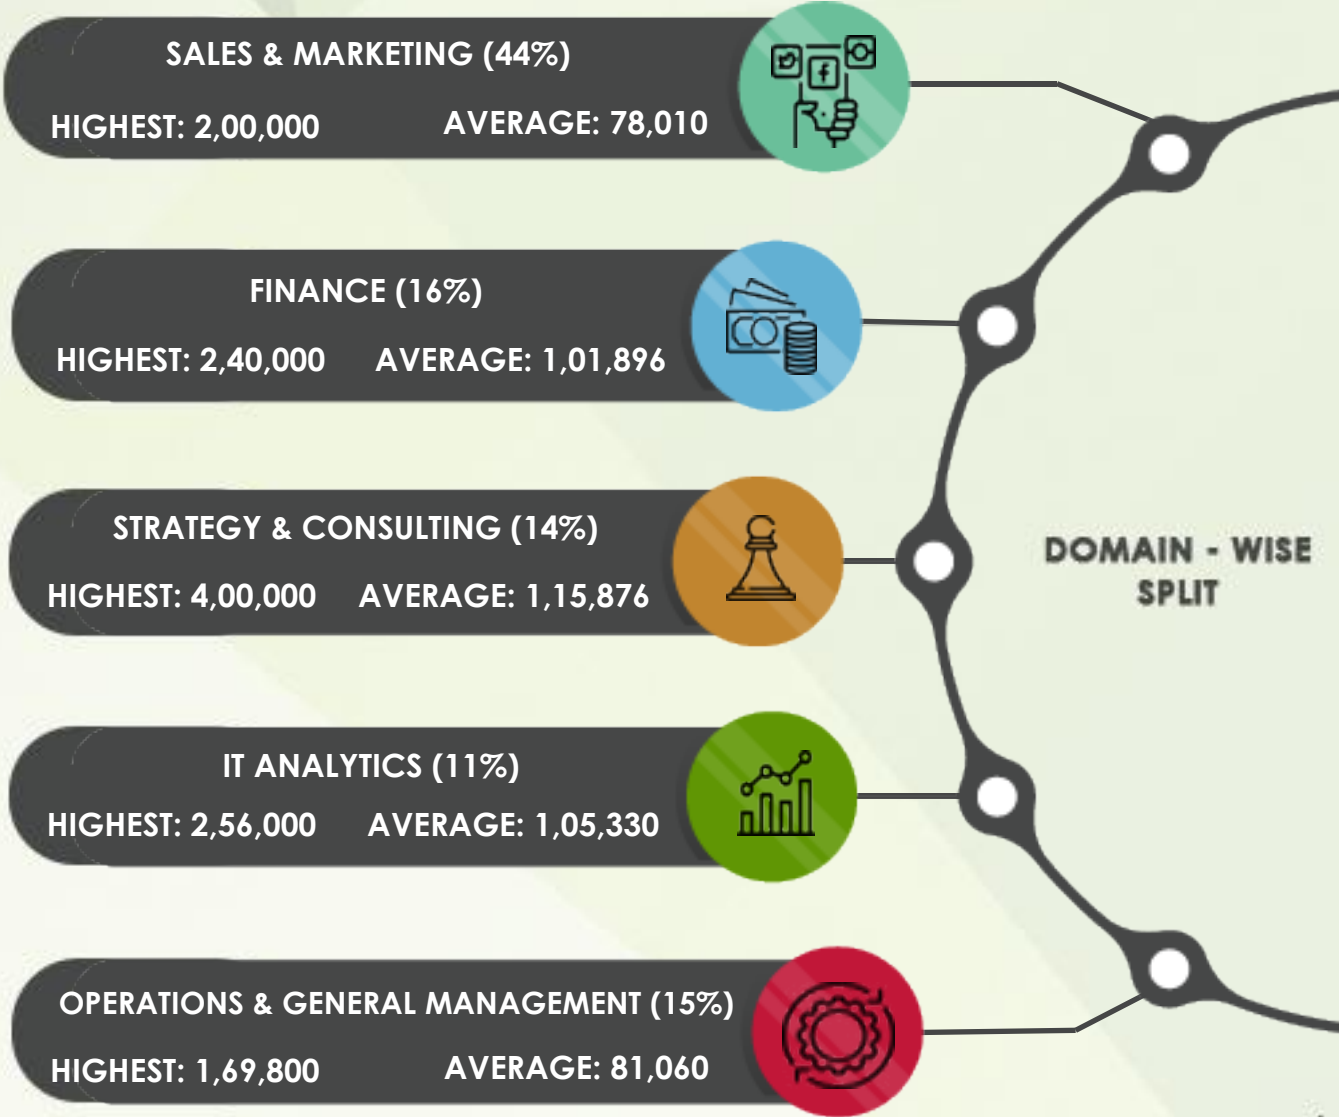 SALES & MARKETING (44%)
HIGHEST: 2,00,000 AVERAGE: 78,010
FINANCE (16%)
HIGHEST: 2,40,000 AVERAGE: 1,01,896
STRATEGY & CONSULTING (14%)
HIGHEST: 4,00,000 AVERAGE: 1,15,876
DOMAIN - WISE
SPLIT
IT ANALYTICS (11%)
HIGHEST: 2,56,000 AVERAGE: 1,05,330
OPERATIONS & GENERAL MANAGEMENT (15%)
HIGHEST: 1,69,800 AVERAGE: 81,060